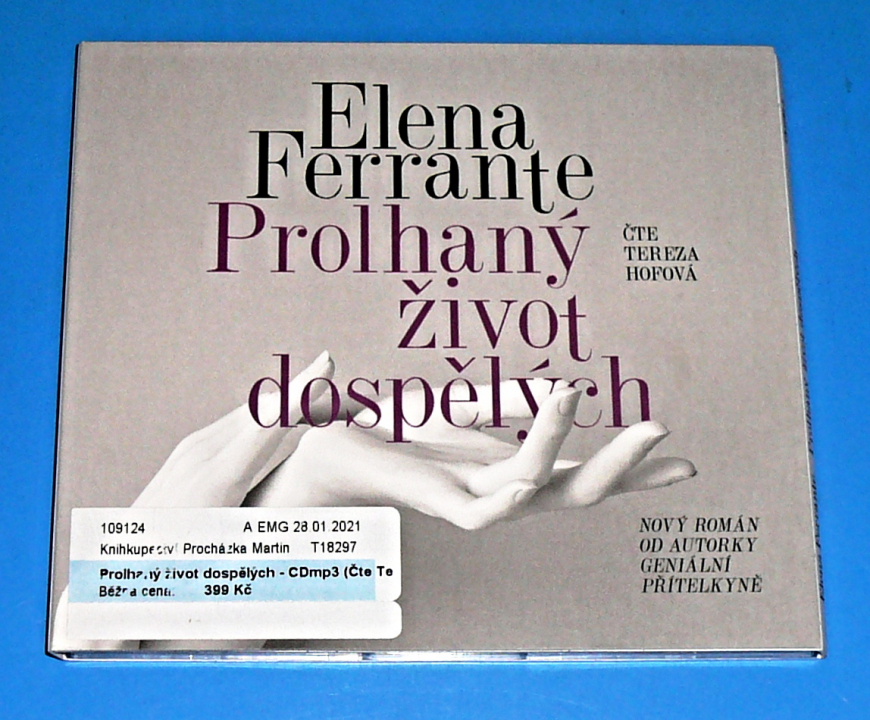 Elena
Ferrante
Prolhaný
život
dospělých
ČTE
TEREZA
HOFOVÁ
NOVÝ ROMÁN
OD AUTORKY
GENIÁLNÍ
PŘÍTELKYNĚ
109124 A EMG 28 01.2021
Knihkupectví Procházka Martin T18297
Prolhaný život dospělých - CDmp3 (Čte Te
Běžná cena: 399 Kč